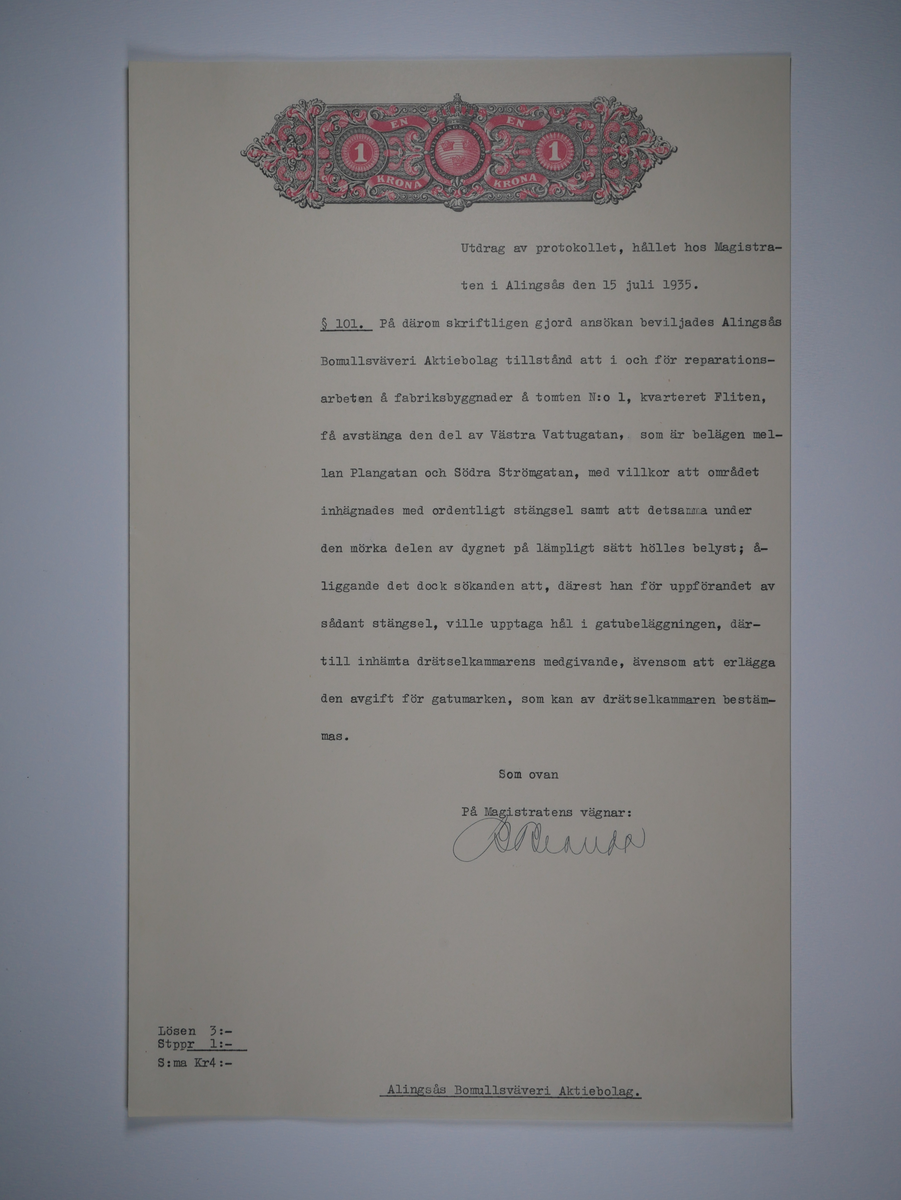 EN EN
1 1 1
KRONA KRONA
Utdrag av protokollet, hållet hos Magistra-
ten i Alingsås den 15 juli 1935.
§ 101. På därom skriftligen gjord ansökan beviljades Alingsås
Bomullsväveri Aktiebolag tillstånd att i och för reparations-
arbeten å fabriksbyggnader å tomten N:o 1, kvarteret Fliten,
få avstänga den del av Västra Vattugatan, som är belägen mel-
lan Plangatan och Södra Strömgatan, med villkor att området
inhägnades med ordentligt stängsel samt att detsamma under
den mörka delen av dygnet på lämpligt sätt hölles belyst; å-
liggande det dock sökanden att, därest han för uppförandet av
sådant stängsel, ville upptaga hål i gatubeläggningen, där-
till inhämta drätselkammarens medgivande, ävensom att erlägga
den avgift för gatumarken, som kan av drätselkammaren bestäm-
mas.
Som ovan
På Magistratens vägnar:
Lösen 3:-
Stppr 1:-
S:ma Kr4:-
Alingsås Bomullsväveri Aktiebolag.